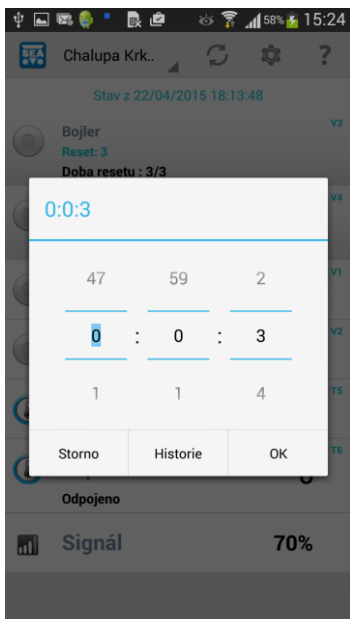 58% 15:24
SEA Chalupa Krk.. ?
Stav z 22/04/2015 18:13:48
Bojler V3
Reset: 3
Doba resetu : 3/3
V4
0:0:3
47 59 2
V1
0 : 0 : 3
V2
1 1 4
T5
Storno Historie OK
T6
Odpojeno
Signál 70%